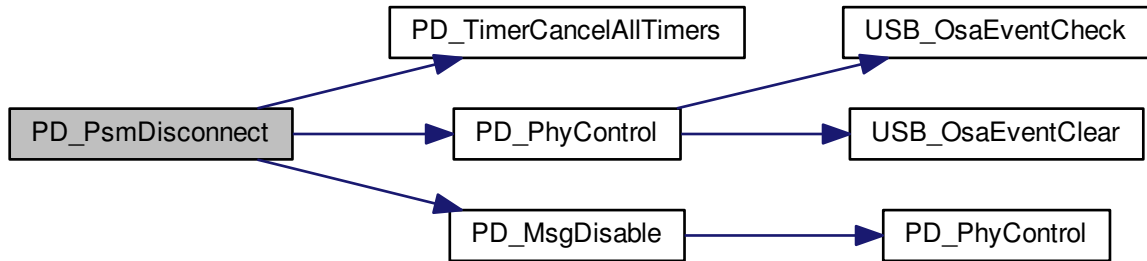 PD_TimerCancelAllTimers
USB_OsaEventCheck
PD_PsmDisconnect
PD_PhyControl
USB_OsaEventClear
PD_MsgDisable
PD_PhyControl